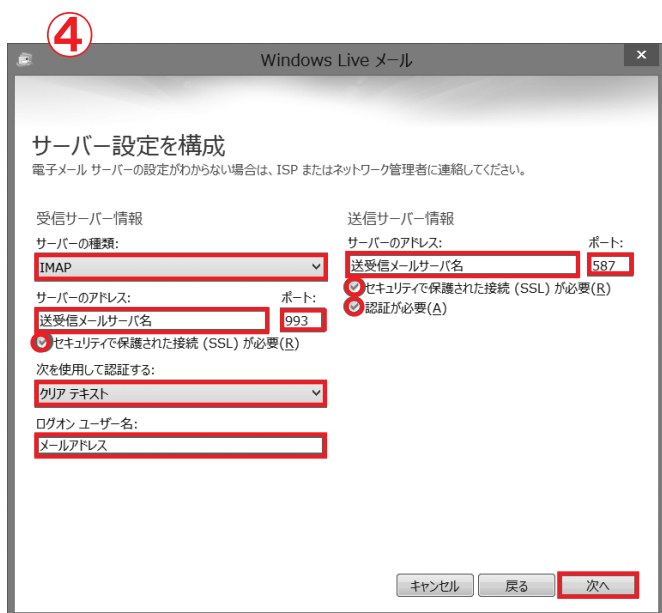 ④
Windows Live メール
サーバー設定を構成
電子メール サーバーの設定がわからない場合は、ISP またはネットワーク管理者に連絡してください。
受信サーバー情報
サーバーの種類:
IMAP
サーバーのアドレス:
ポート:
送受信メールサーバ名
993
セキュリティで保護された接続 (SSL) が必要(R)
次を使用して認証する:
クリア テキスト
ログオン ユーザー名:
メールアドレス
送信サーバー情報
サーバーのアドレス:
ポート:
送受信メールサーバ名
587
セキュリティで保護された接続 (SSL) が必要(R)
認証が必要(A)
キャンセル
戻る
次へ